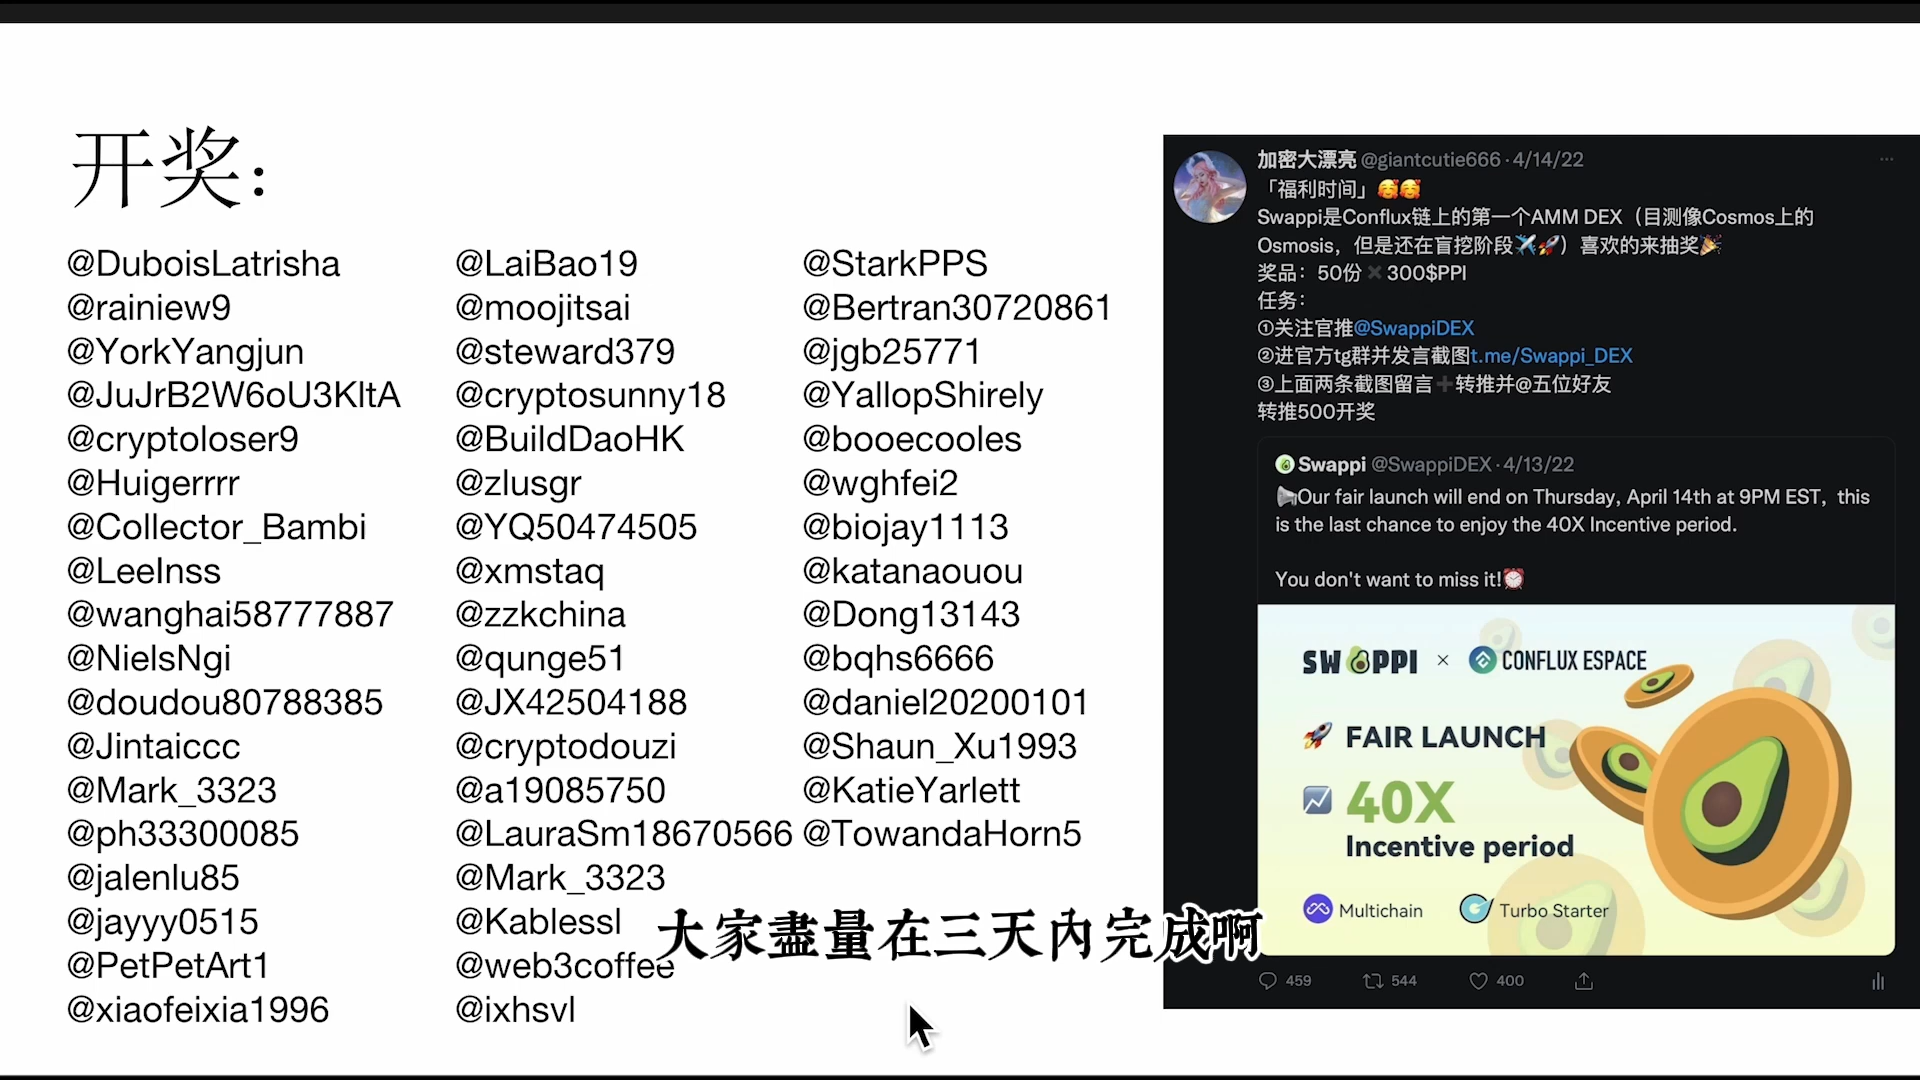 开奖：
@DuboisLatrisha
@rainiew9
@YorkYangjun
@JuJrB2W6oU3KltA
@cryptoloser9
@Huigerrrr
@Collector_Bambi
@LeeInss
@wanghai58777887
@NielsNgi
@doudou80788385
@Jintaiccc
@Mark_3323
@ph33300085
@jalenlu85
@jayyy0515
@PetPetArt1
@xiaofeixia1996
@LaiBao19
@moojitsai
@steward379
@cryptosunny18
@BuildDaoHK
@zlusgr
@YQ50474505
@xmstaq
@zzkchina
@qunge51
@JX42504188
@cryptodouzi
@a19085750
@LauraSm18670566
@Mark_3323
@Kablessl
@web3coffee
@ixhsvl
@StarkPPS
@Bertran30720861
@jgb25771
@YallopShirely
@booecooles
@wghfei2
@biojay1113
@katanaouou
@Dong13143
@bqhs6666
@daniel20200101
@Shaun_Xu1993
@KatieYarlett
@TowandaHorn5
加密大漂亮 @giantcutie666 · 4/14/22
「福利时间」🥰🥰
Swappi是Conflux链上的第一个AMM DEX（目测像Cosmos上的
Osmosis，但是还在盲挖阶段✈️🚀）喜欢的来抽奖🎉
奖品：50份✖️300$PPI
任务：
①关注官推@SwappiDEX
②进官方tg群并发言截图t.me/Swappi_DEX
③上面两条截图留言➕转推并@五位好友
转推500开奖
Swappi @SwappiDEX · 4/13/22
📢Our fair launch will end on Thursday, April 14th at 9PM EST，this
is the last chance to enjoy the 40X Incentive period.
You don't want to miss it!⏰
SWAPPI × CONFLUX ESPACE
🚀 FAIR LAUNCH
📈 40X
Incentive period
Multichain
Turbo Starter
459
544
400
大家盡量在三天內完成啊